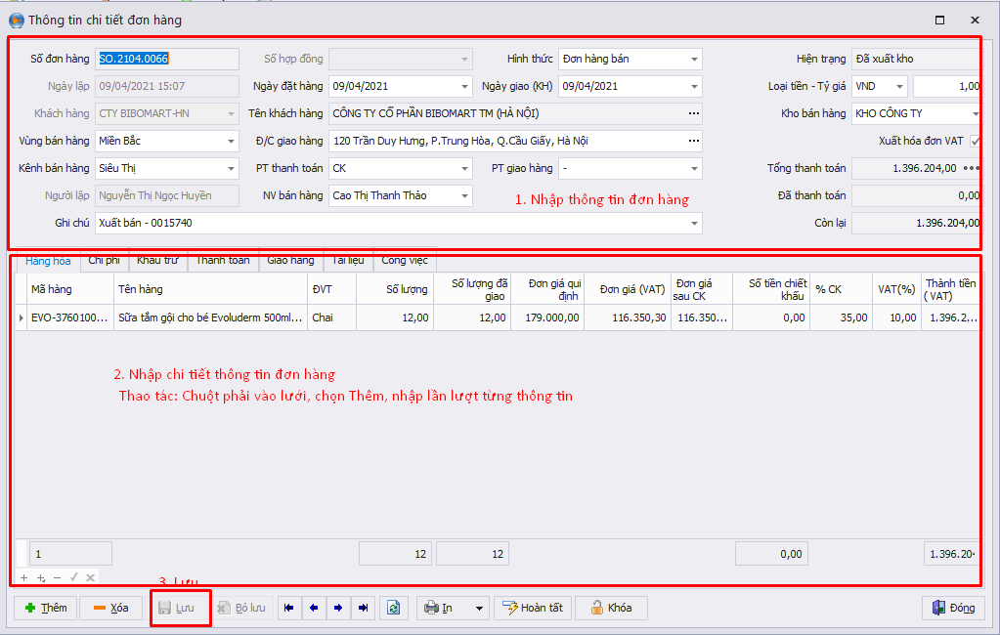 Thông tin chi tiết đơn hàng
Số đơn hàng SO.2104.0066 Số hợp đồng Hình thức Đơn hàng bán Hiện trạng Đã xuất kho
Ngày lập 09/04/2021 15:07 Ngày đặt hàng 09/04/2021 Ngày giao (KH) 09/04/2021 Loại tiền - Tỷ giá VND 1,00
Khách hàng CTY BIBOMART-HN Tên khách hàng CÔNG TY CỔ PHẦN BIBOMART TM (HÀ NỘI) Kho bán hàng KHO CÔNG TY
Vùng bán hàng Miền Bắc Đ/C giao hàng 120 Trần Duy Hưng, P.Trung Hòa, Q.Cầu Giấy, Hà Nội Xuất hóa đơn VAT
Kênh bán hàng Siêu Thị PT thanh toán CK PT giao hàng - Tổng thanh toán 1.396.204,00
Người lập Nguyễn Thị Ngọc Huyền NV bán hàng Cao Thị Thanh Thảo 1. Nhập thông tin đơn hàng Đã thanh toán 0,00
Ghi chú Xuất bán - 0015740 Còn lại 1.396.204,00
Hàng hóa Chi phí Khấu trừ Thanh toán Giao hàng Tài liệu Công việc
Mã hàng Tên hàng ĐVT Số lượng Số lượng đã giao Đơn giá qui định Đơn giá (VAT) Đơn giá sau CK Số tiền chiết khấu % CK VAT(%) Thành tiền ( VAT)
EVO-3760100... Sữa tắm gội cho bé Evoluderm 500ml... Chai 12,00 12,00 179.000,00 116.350,30 116.350... 0,00 35,00 10,00 1.396.2...
2. Nhập chi tiết thông tin đơn hàng
Thao tác: Chuột phải vào lưới, chọn Thêm, nhập lần lượt từng thông tin
1 12 12 0,00 1.396.204
3. Lưu
Thêm Xóa Lưu Bỏ lưu In Hoàn tất Khóa Đóng